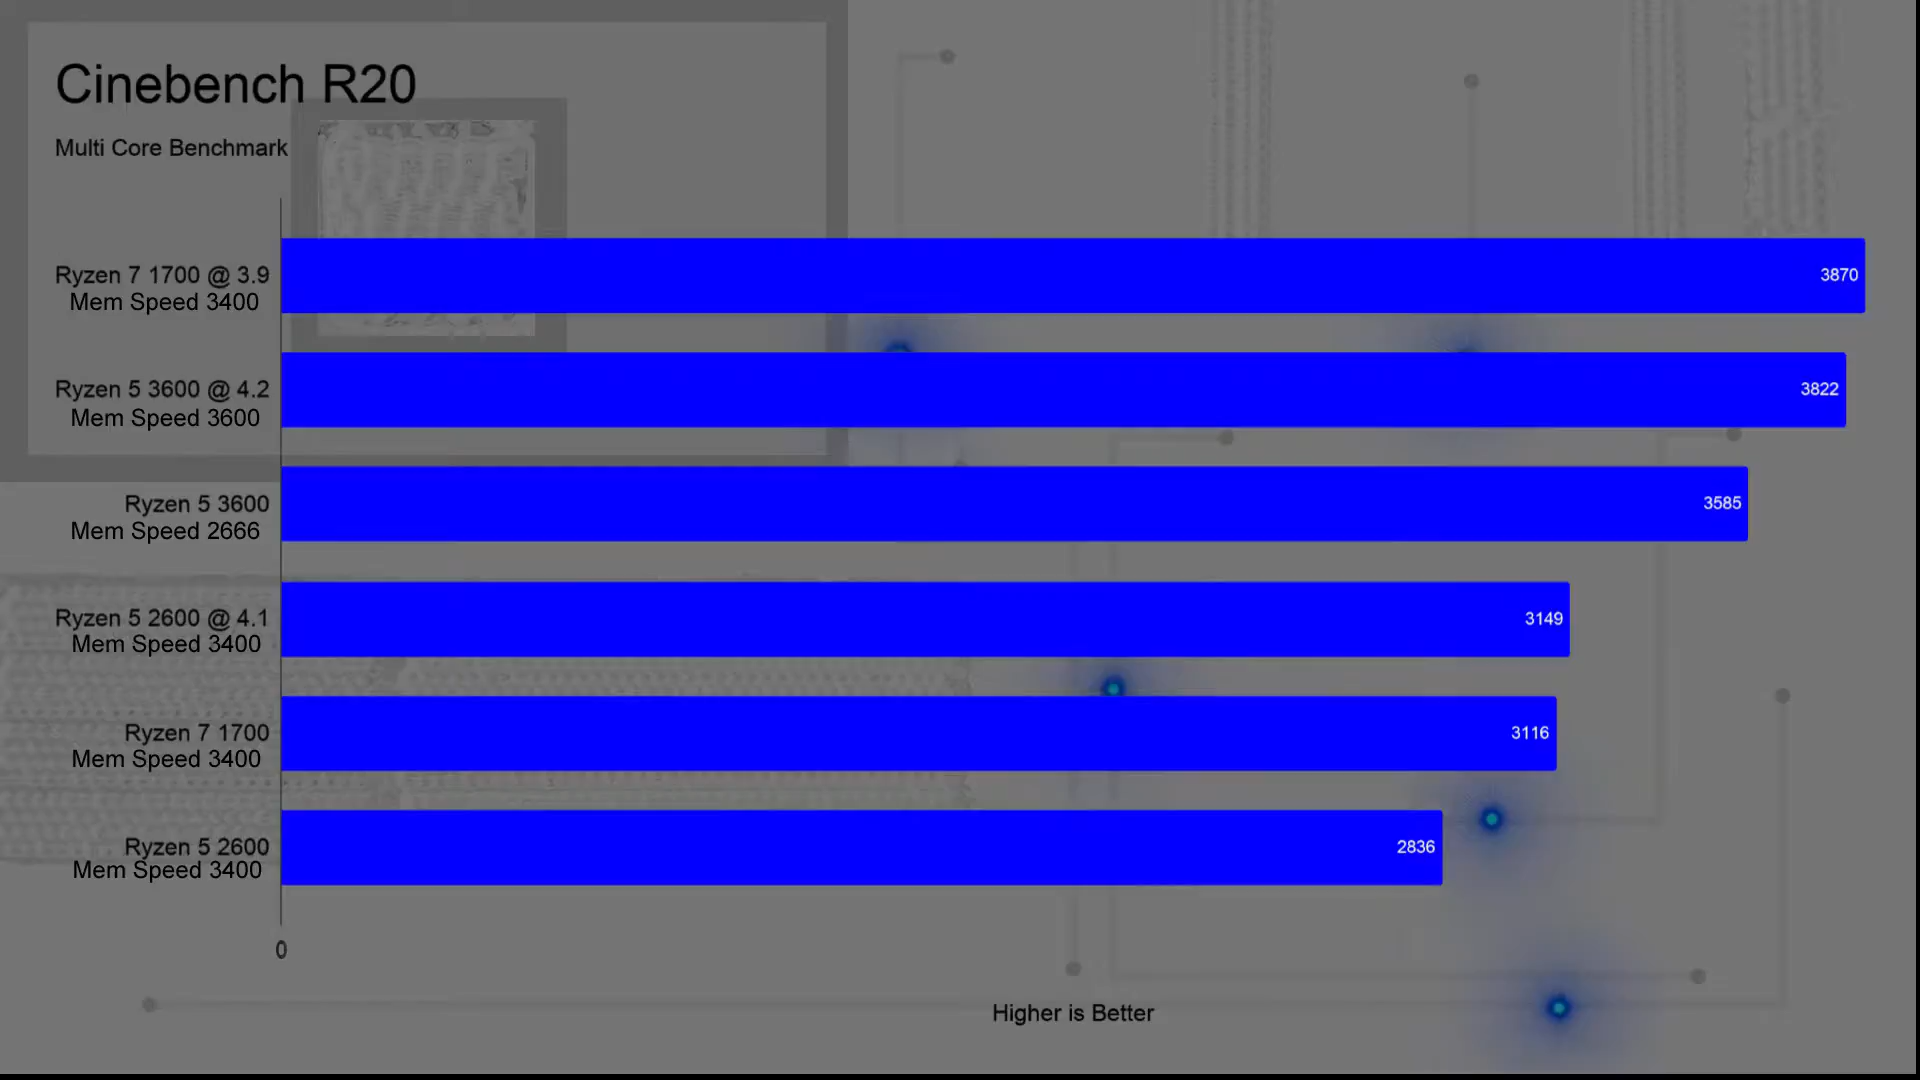 Cinebench R20
Multi Core Benchmark
Ryzen 7 1700 @ 3.9
Mem Speed 3400
3870
Ryzen 5 3600 @ 4.2
Mem Speed 3600
3822
Ryzen 5 3600
Mem Speed 2666
3585
Ryzen 5 2600 @ 4.1
Mem Speed 3400
3149
Ryzen 7 1700
Mem Speed 3400
3116
Ryzen 5 2600
Mem Speed 3400
2836
0
Higher is Better